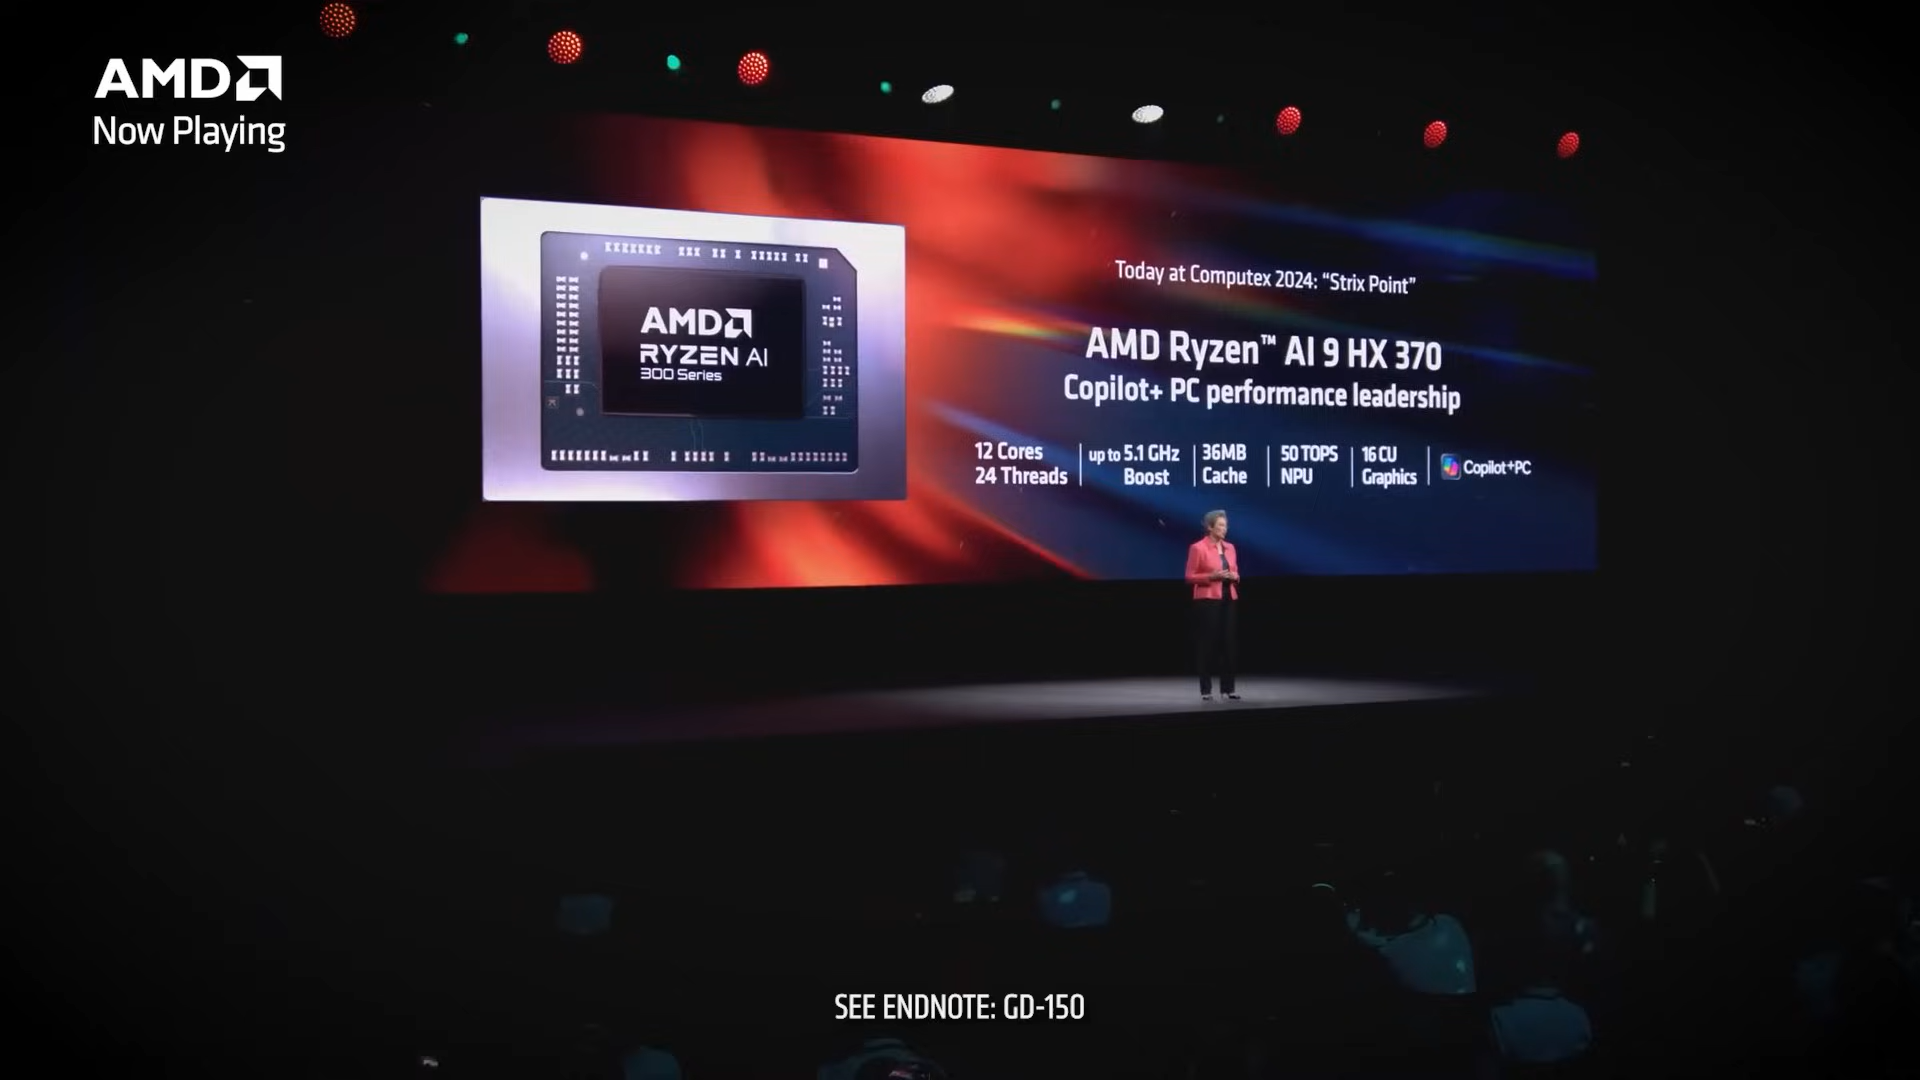 AMD
Now Playing
AMD
RYZEN AI
300 Series
Today at Computex 2024: “Strix Point”
AMD Ryzen™ AI 9 HX 370
Copilot+ PC performance leadership
12 Cores
24 Threads
up to 5.1 GHz
Boost
36MB
Cache
50 TOPS
NPU
16 CU
Graphics
Copilot+PC
SEE ENDNOTE: GD-150